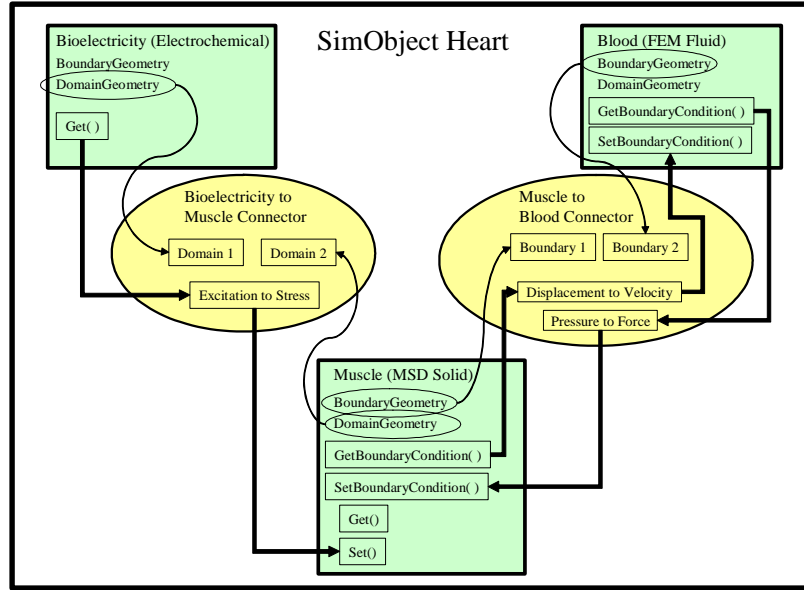 SimObject Heart
Bioelectricity (Electrochemical)
BoundaryGeometry
DomainGeometry
Get( )
Blood (FEM Fluid)
BoundaryGeometry
DomainGeometry
GetBoundaryCondition( )
SetBoundaryCondition( )
Bioelectricity to
Muscle Connector
Domain 1
Domain 2
Excitation to Stress
Muscle to
Blood Connector
Boundary 1
Boundary 2
Displacement to Velocity
Pressure to Force
Muscle (MSD Solid)
BoundaryGeometry
DomainGeometry
GetBoundaryCondition( )
SetBoundaryCondition( )
Get()
Set()